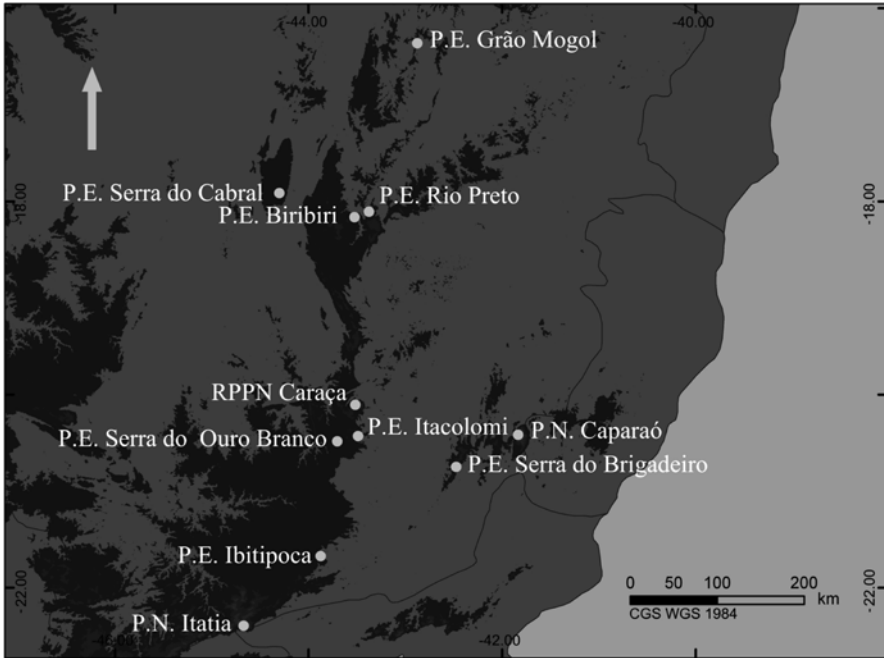 -44.00
-40.00
P.E. Grão Mogol
P.E. Serra do Cabral
P.E. Rio Preto
P.E. Biribiri
-18.00
-18.00
RPPN Caraça
P.E. Itacolomi
P.N. Caparaó
P.E. Serra do Ouro Branco
P.E. Serra do Brigadeiro
P.E. Ibitipoca
-22.00
-22.00
0 50 100 200
km
CGS WGS 1984
P.N. Itatia
-46.00
-42.00